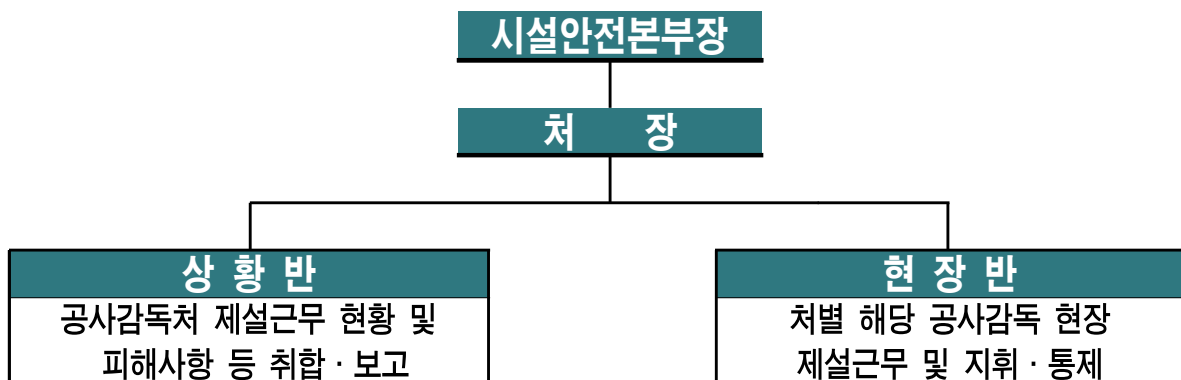 시설안전본부장
처 장
상 황 반
공사감독처 제설근무 현황 및
피해사항 등 취합·보고
현 장 반
처별 해당 공사감독 현장
제설근무 및 지휘·통제